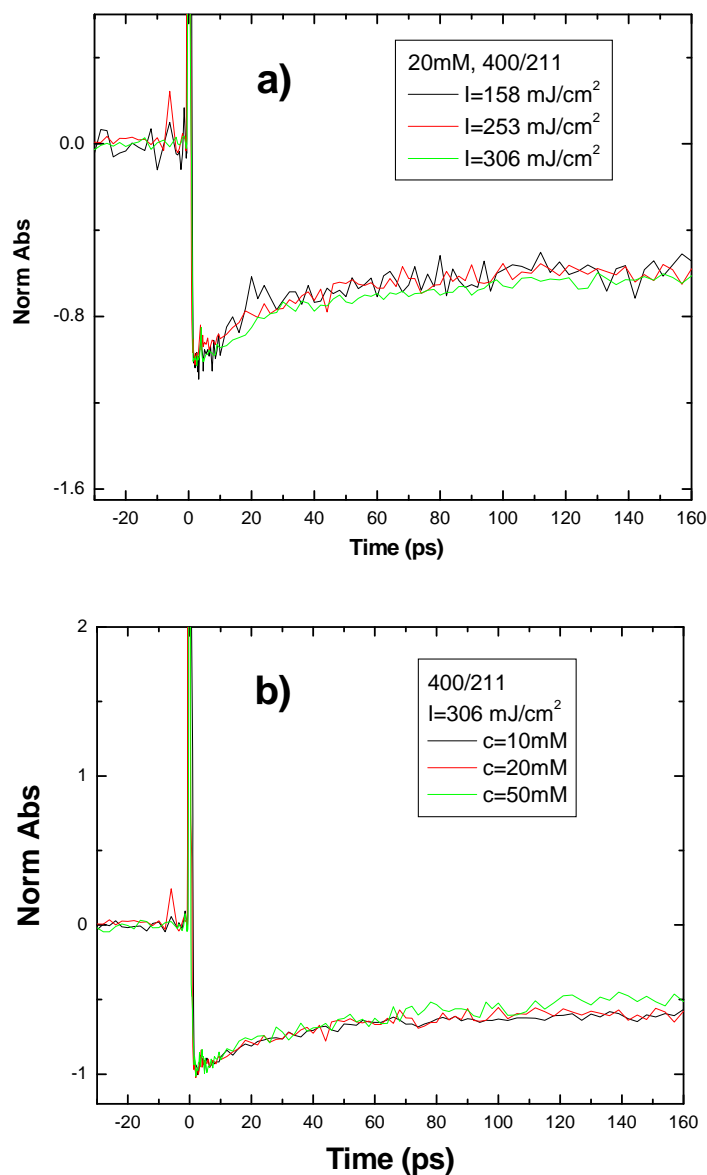 a)
20mM, 400/211
I=158 mJ/cm²
I=253 mJ/cm²
I=306 mJ/cm²
0.0
-0.8
-1.6
Norm Abs
-20 0 20 40 60 80 100 120 140 160
Time (ps)
b)
400/211
I=306 mJ/cm²
c=10mM
c=20mM
c=50mM
2
1
0
-1
Norm Abs
-20 0 20 40 60 80 100 120 140 160
Time (ps)